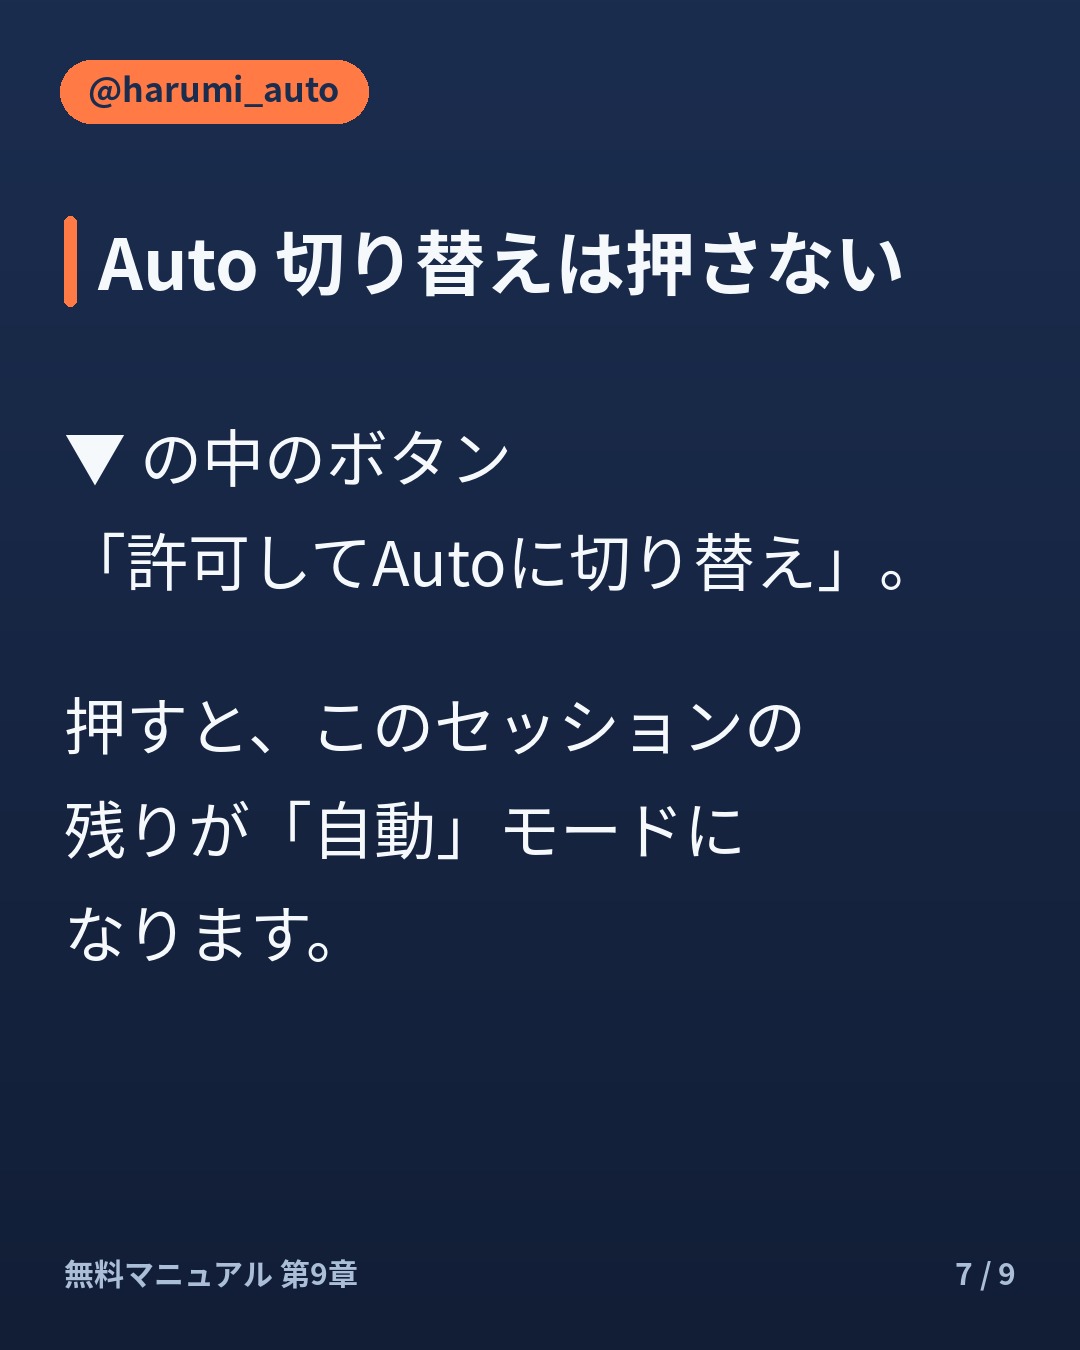 @harumi_auto
Auto 切り替えは押さない
▼ の中のボタン
「許可してAutoに切り替え」。
押すと、このセッションの
残りが「自動」モードに
なります。
無料マニュアル 第9章
7 / 9